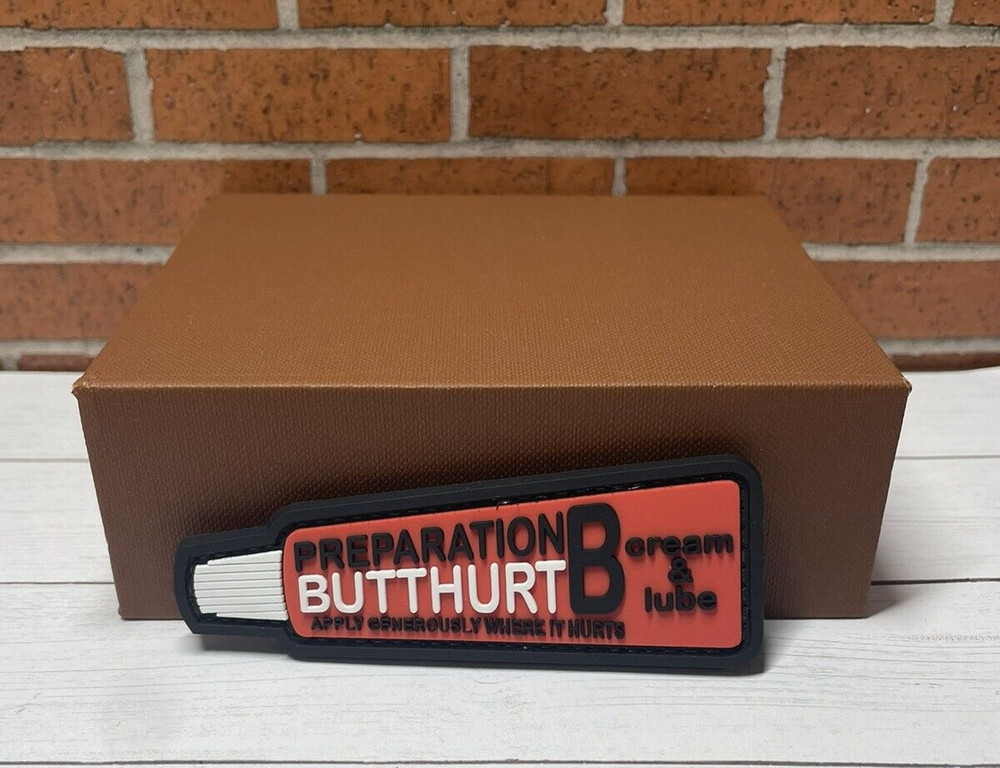 PREPARATION B
BUTTHURT
APPLY GENEROUSLY WHERE IT HURTS
cream
&
lube